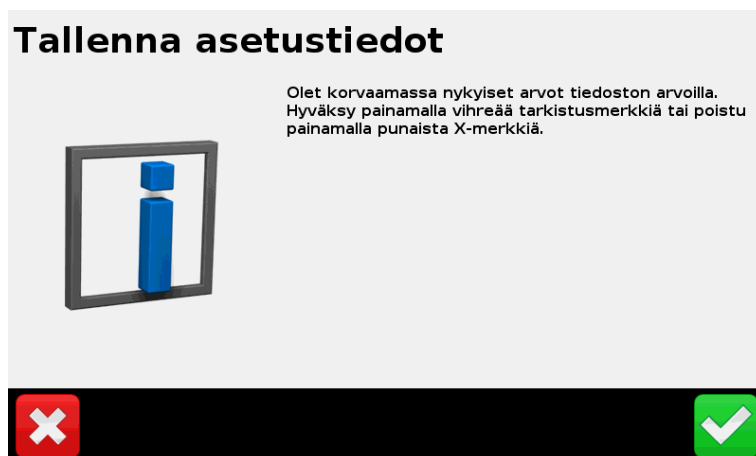 Tallenna asetustiedot
Olet korvaamassa nykyiset arvot tiedoston arvoilla.
Hyväksy painamalla vihreää tarkistusmerkkiä tai poistu
painamalla punaista X-merkkiä.